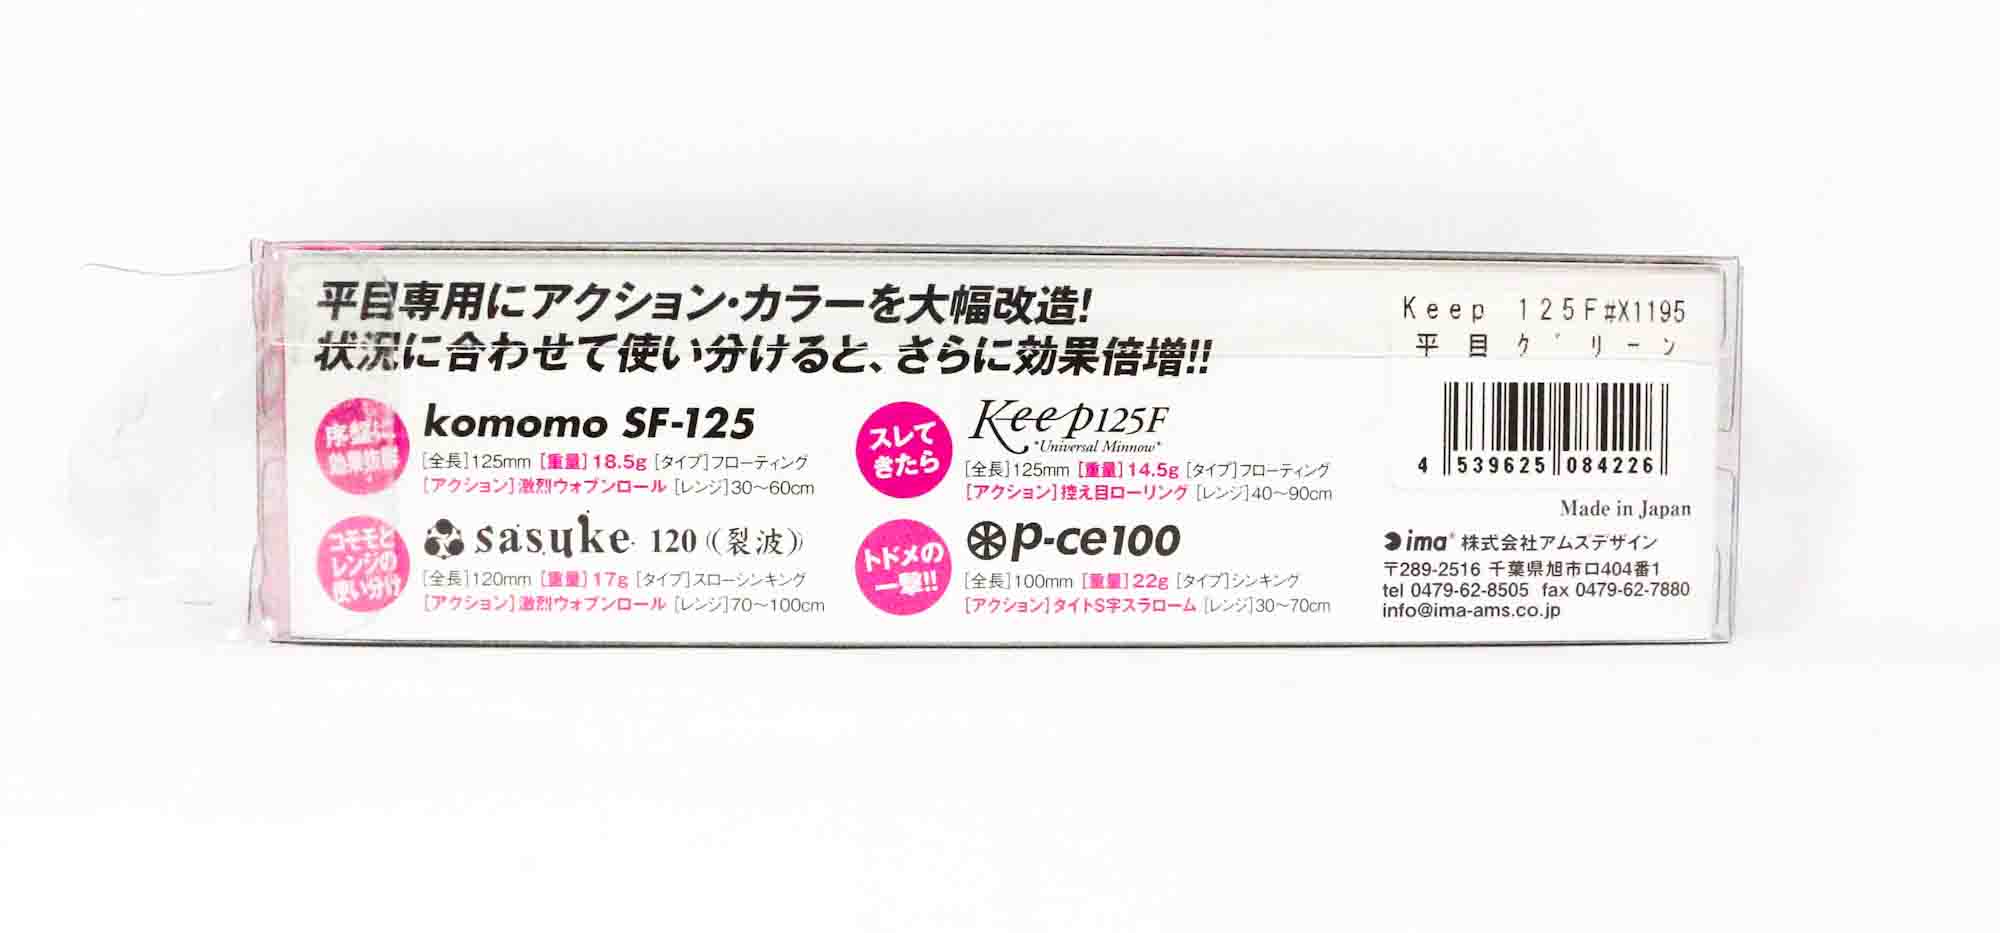 平目専用にアクション・カラーを大幅改造!
状況に合わせて使い分けると、さらに効果倍増!!
序盤に
効果抜群
komomo SF-125
[全長]125mm [重量]18.5g [タイプ]フローティング
[アクション]激烈ウォブンロール [レンジ]30〜60cm
スレて
きたら
Keep125F
"Universal Minnow"
[全長]125mm [重量]14.5g [タイプ]フローティング
[アクション]控え目ローリング [レンジ]40〜90cm
コモモと
レンジの
使い分け
sasuke 120 ((裂波))
[全長]120mm [重量]17g [タイプ]スローシンキング
[アクション]激烈ウォブンロール [レンジ]70〜100cm
トドメの
一撃!!
p-ce100
[全長]100mm [重量]22g [タイプ]シンキング
[アクション]タイトS字スラローム [レンジ]30〜70cm
Keep 125F#X1195
平目グリーン
4 539625 084226
Made in Japan
ima® 株式会社アムズデザイン
〒289-2516 千葉県旭市ロ404番1
tel 0479-62-8505 fax 0479-62-7880
info@ima-ams.co.jp